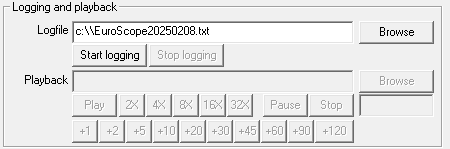 Logging and playback
Logfile c:\\EuroScope20250208.txt Browse
Start logging Stop logging
Playback Browse
Play 2X 4X 8X 16X 32X Pause Stop
+1 +2 +5 +10 +20 +30 +45 +60 +90 +120